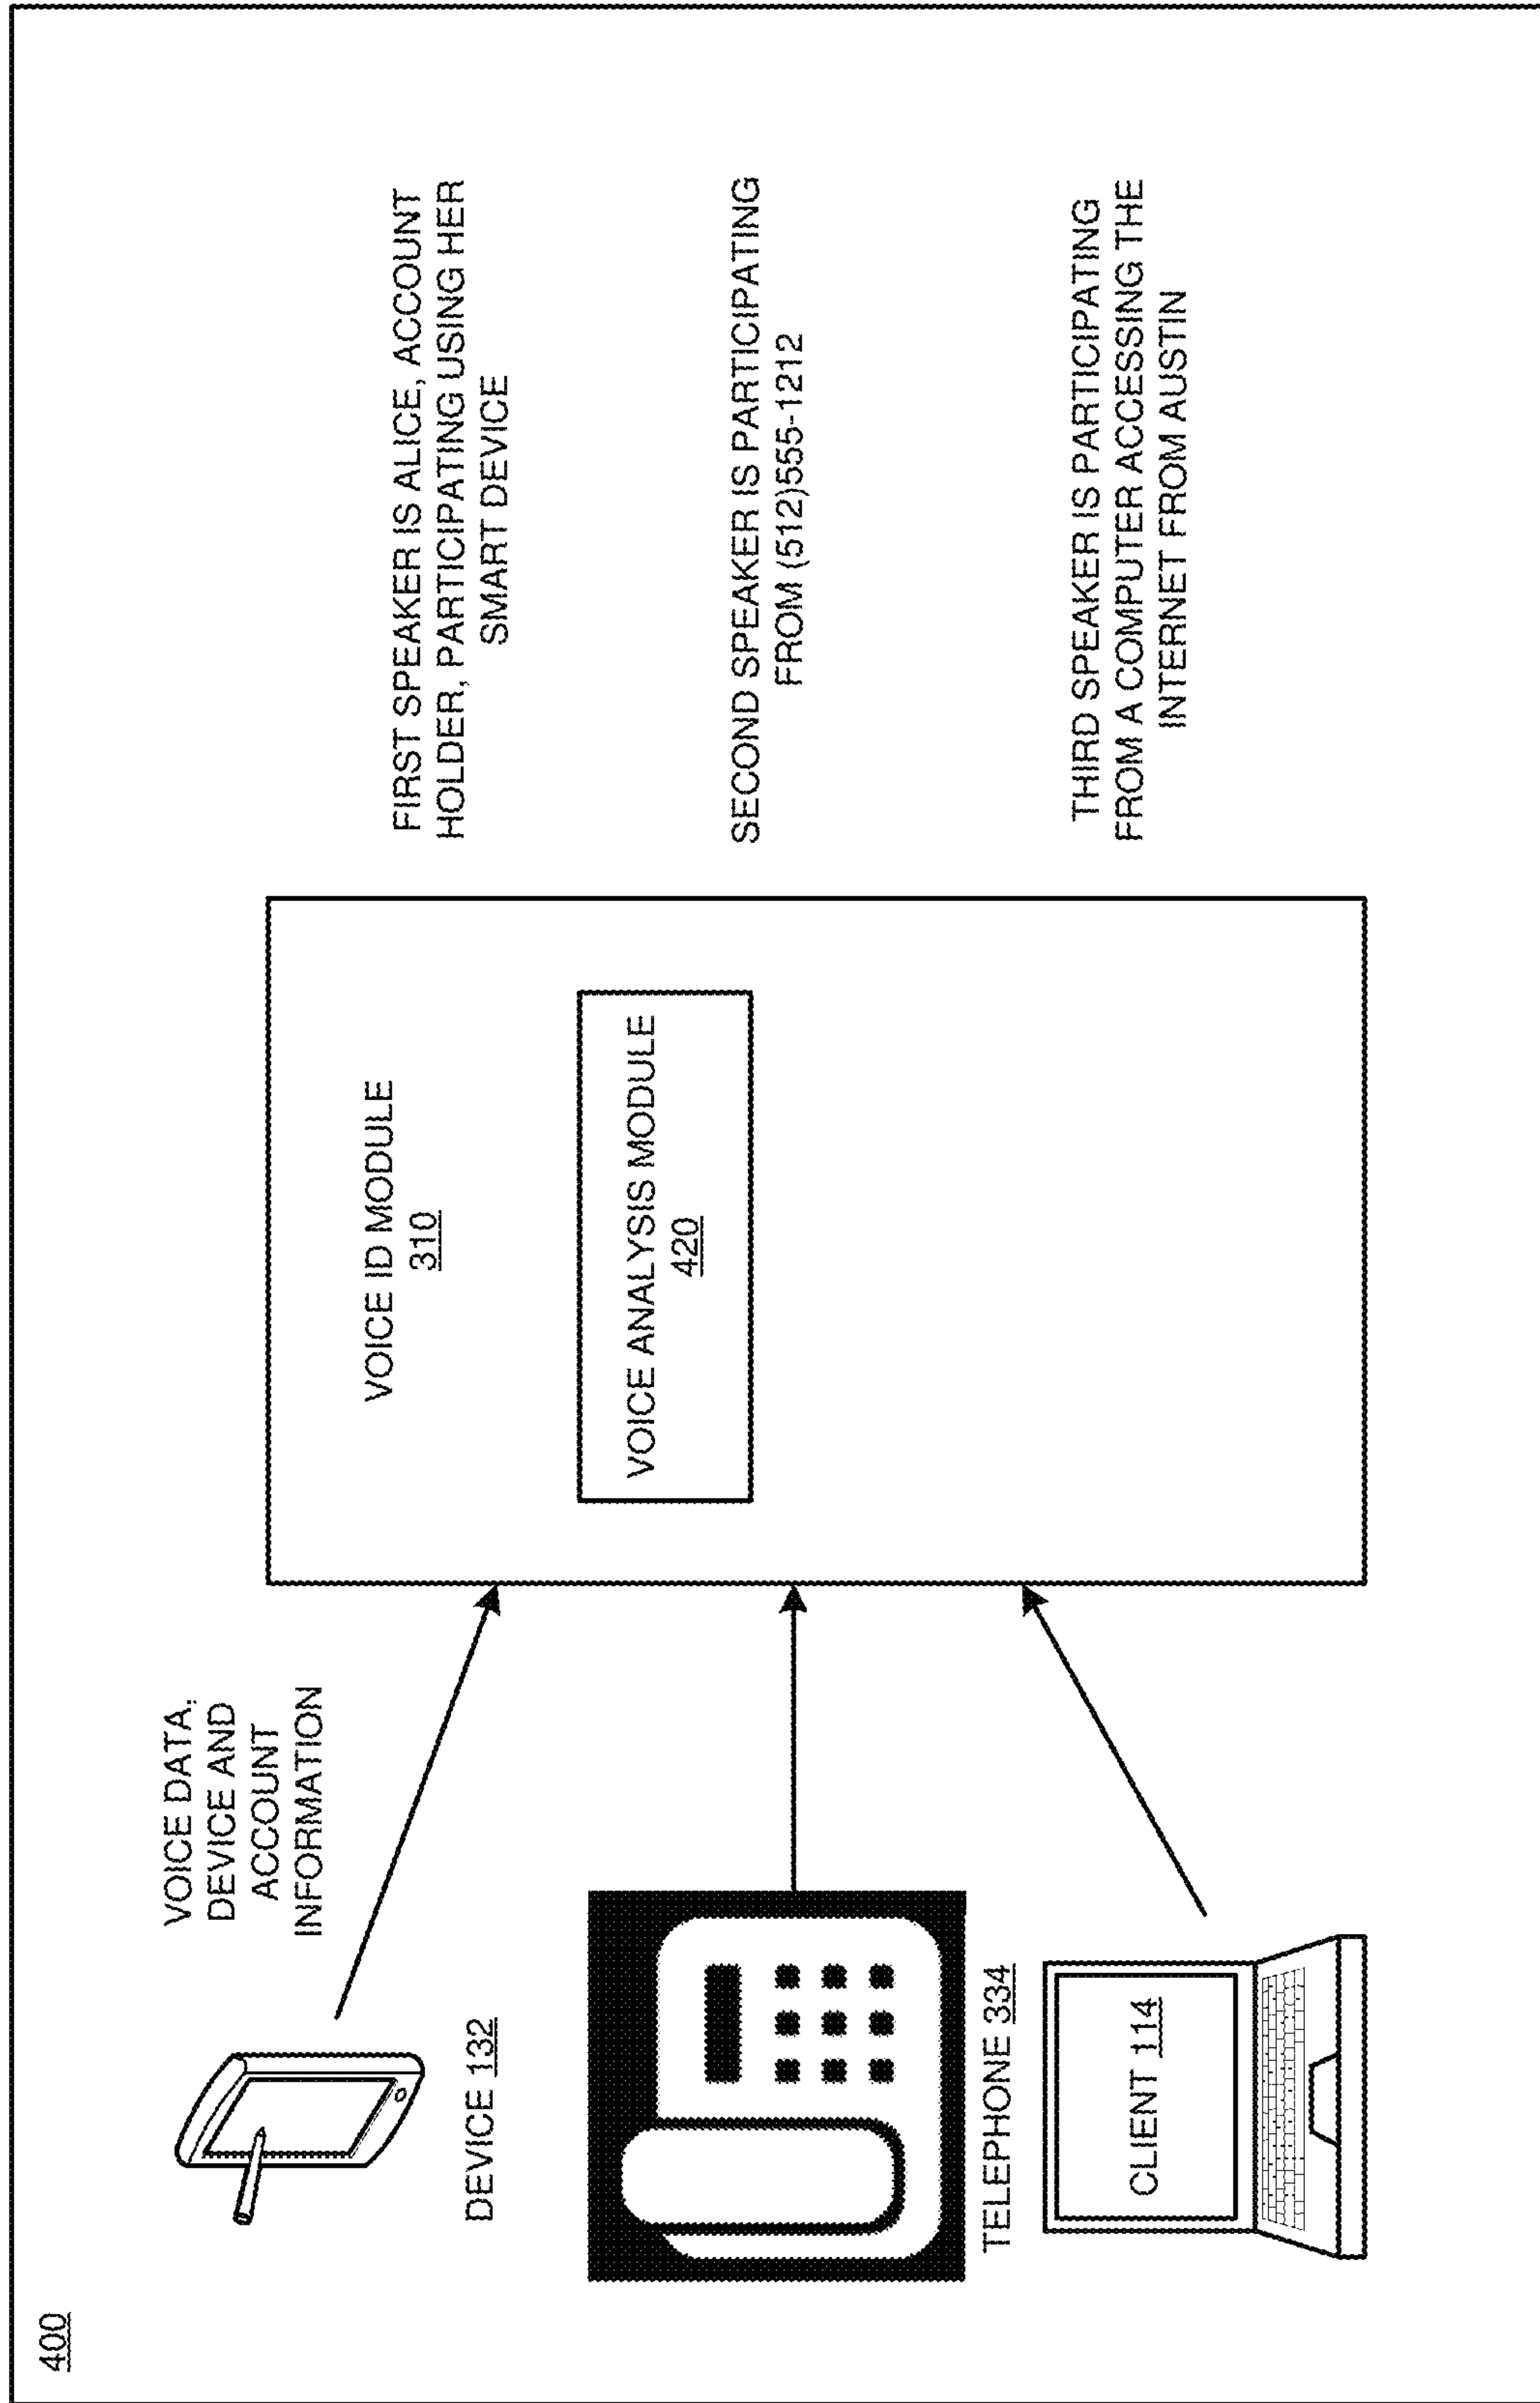 400
VOICE DATA,
DEVICE AND
ACCOUNT
INFORMATION
DEVICE 132
TELEPHONE 334
CLIENT 114
VOICE ID MODULE
310
VOICE ANALYSIS MODULE
420
FIRST SPEAKER IS ALICE, ACCOUNT
HOLDER, PARTICIPATING USING HER
SMART DEVICE
SECOND SPEAKER IS PARTICIPATING
FROM (512)555-1212
THIRD SPEAKER IS PARTICIPATING
FROM A COMPUTER ACCESSING THE
INTERNET FROM AUSTIN